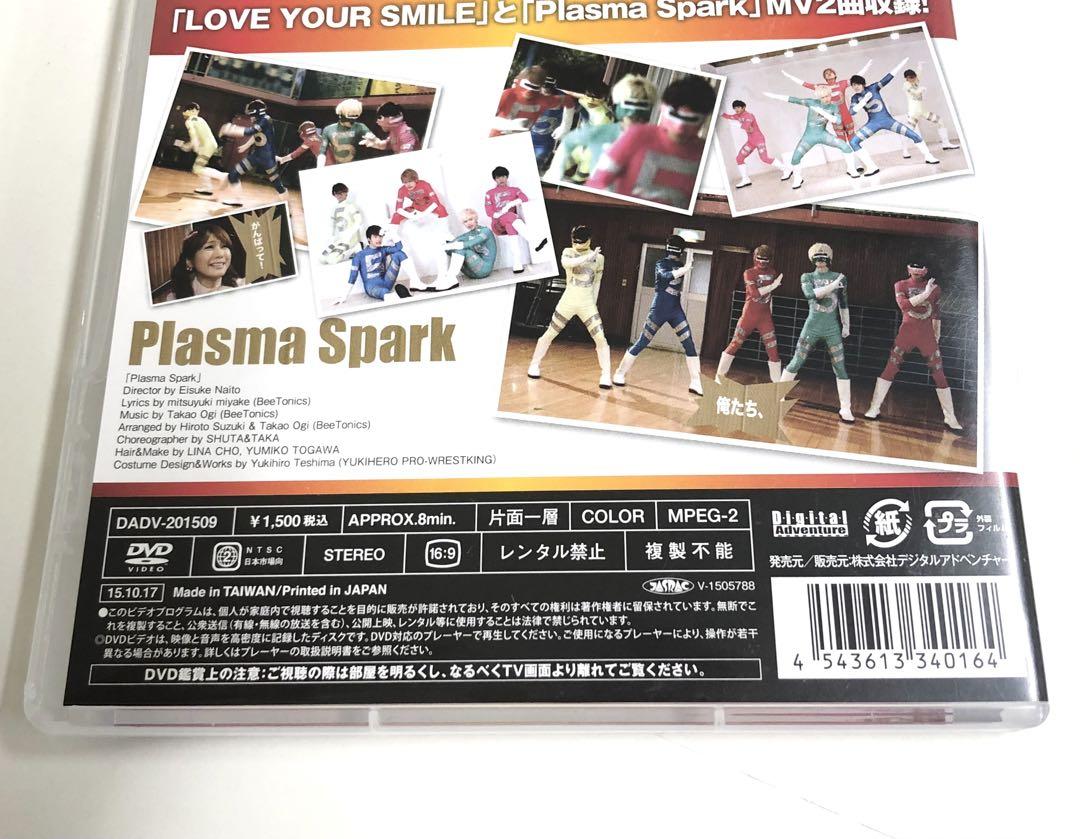 「LOVE YOUR SMILE」と「Plasma Spark」MV2曲収録!
がんばって!
俺たち、
Plasma Spark
「Plasma Spark」
Director by Eisuke Naito
Lyrics by mitsuyuki miyake (BeeTonics)
Music by Takao Ogi (BeeTonics)
Arranged by Hiroto Suzuki & Takao Ogi (BeeTonics)
Choreographer by SHUTA&TAKA
Hair&Make by LINA CHO, YUMIKO TOGAWA
Costume Design&Works by Yukihiro Teshima (YUKIHERO PRO-WRESTKING)
DADV-201509 ¥1,500 税込 APPROX.8min. 片面一層 COLOR MPEG-2
DVD VIDEO 2 NTSC 日本市場向 STEREO 16:9 レンタル禁止 複製不能
15.10.17 Made in TAIWAN/Printed in JAPAN JASRAC V-1505788
●このビデオプログラムは、個人が家庭内で視聴することを目的に販売が許諾されており、そのすべての権利は著作権者に留保されています。無断でこ
れを複製すること、公衆送信(有線・無線の放送を含む)、公開上映、レンタル等に使用することは法律で禁じられています。
◎DVDビデオは、映像と音声を高密度に記録したディスクです。DVD対応のプレーヤーで再生してください。ご使用になるプレーヤーにより、操作が若干
異なる場合があります。詳しくはプレーヤーの取扱説明書をご参照ください。
DVD鑑賞上の注意:ご視聴の際は部屋を明るくし、なるべくTV画面より離れてご覧ください。
Digital
Adventure
紙
プラ
外面
フィルム
発売元/販売元:株式会社デジタルアドベンチャー
4 543613 340164